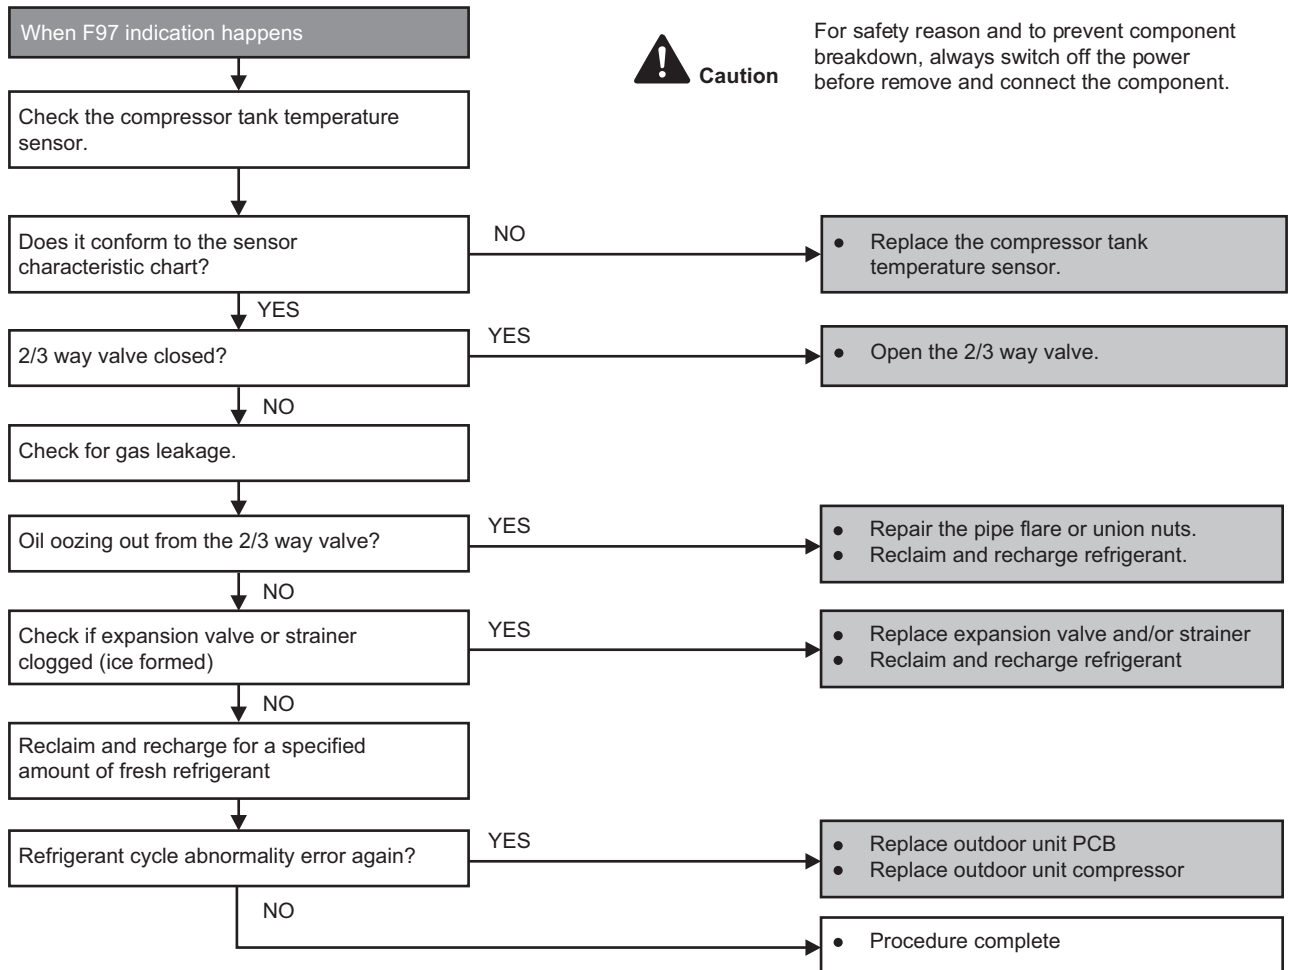 When F97 indication happens
Caution
For safety reason and to prevent component
breakdown, always switch off the power
before remove and connect the component.
Check the compressor tank temperature
sensor.
Does it conform to the sensor
characteristic chart?
NO
● Replace the compressor tank
temperature sensor.
YES
2/3 way valve closed?
YES
● Open the 2/3 way valve.
NO
Check for gas leakage.
Oil oozing out from the 2/3 way valve?
YES
● Repair the pipe flare or union nuts.
● Reclaim and recharge refrigerant.
NO
Check if expansion valve or strainer
clogged (ice formed)
YES
● Replace expansion valve and/or strainer
● Reclaim and recharge refrigerant
NO
Reclaim and recharge for a specified
amount of fresh refrigerant
Refrigerant cycle abnormality error again?
YES
● Replace outdoor unit PCB
● Replace outdoor unit compressor
NO
● Procedure complete